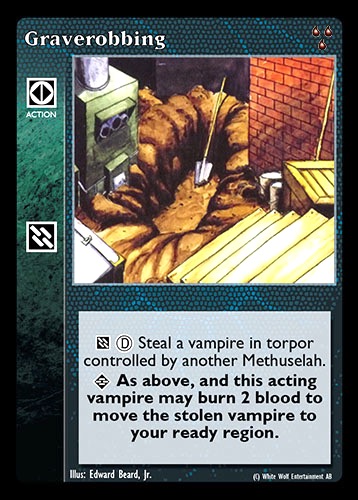 Graverobbing
ACTION
D Steal a vampire in torpor
controlled by another Methuselah.
As above, and this acting
vampire may burn 2 blood to
move the stolen vampire to
your ready region.
Illus: Edward Beard, Jr.
(C) White Wolf Entertainment AB